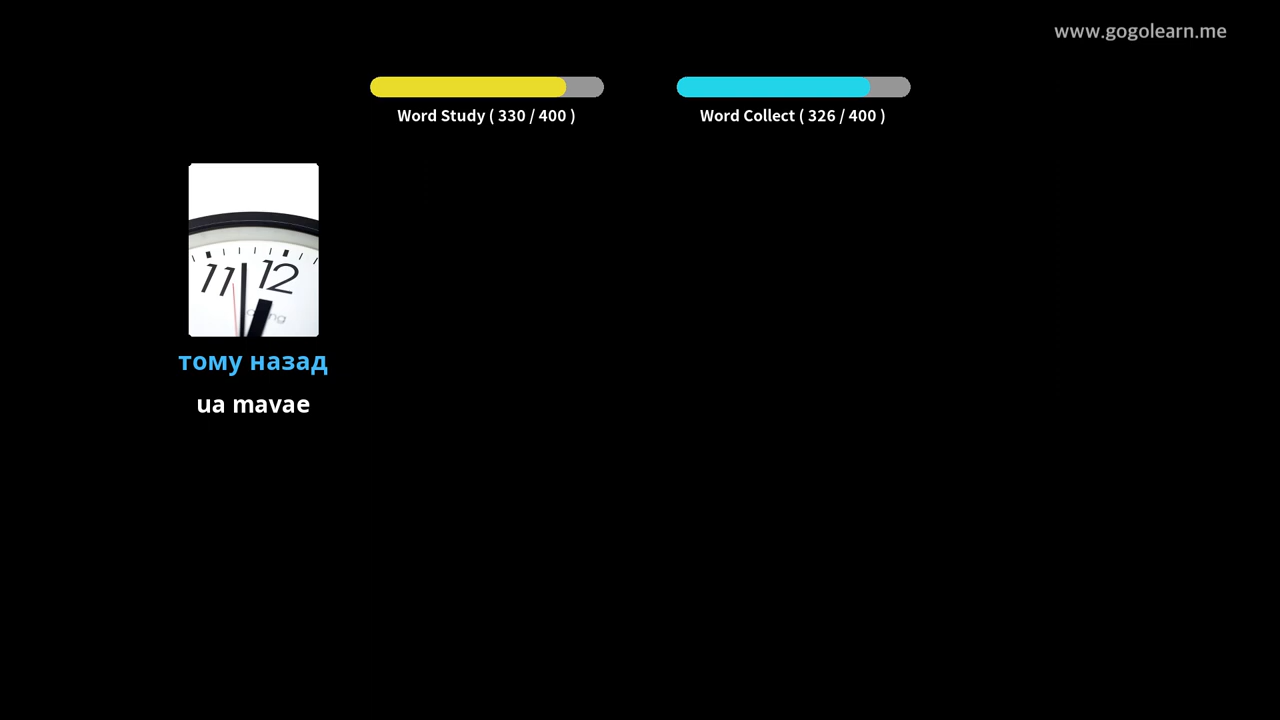 www.gogolearn.me
Word Study ( 330 / 400 )
Word Collect ( 326 / 400 )
11 12
тому назад
ua mavae